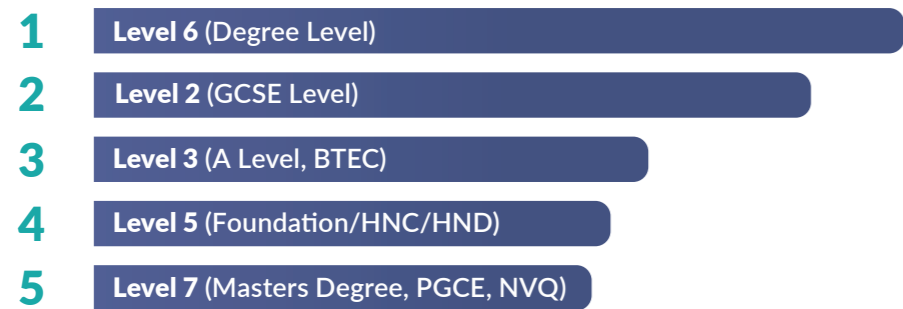 1 Level 6 (Degree Level)
2 Level 2 (GCSE Level)
3 Level 3 (A Level, BTEC)
4 Level 5 (Foundation/HNC/HND)
5 Level 7 (Masters Degree, PGCE, NVQ)